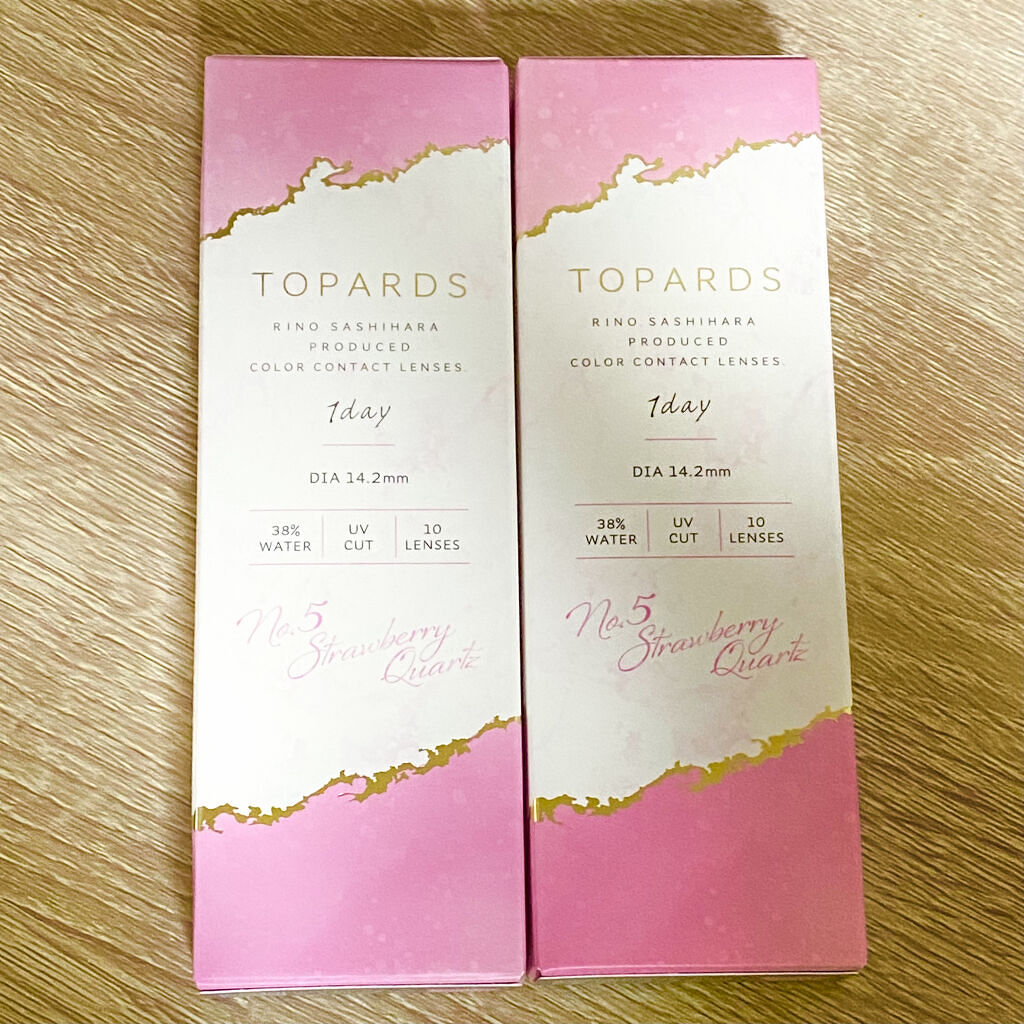 TOPARDS
RINO SASHIHARA
PRODUCED
COLOR CONTACT LENSES.
1day
DIA 14.2mm
38%
WATER
UV
CUT
10
LENSES
No.5
Strawberry
Quartz
TOPARDS
RINO SASHIHARA
PRODUCED
COLOR CONTACT LENSES.
1day
DIA 14.2mm
38%
WATER
UV
CUT
10
LENSES
No.5
Strawberry
Quartz